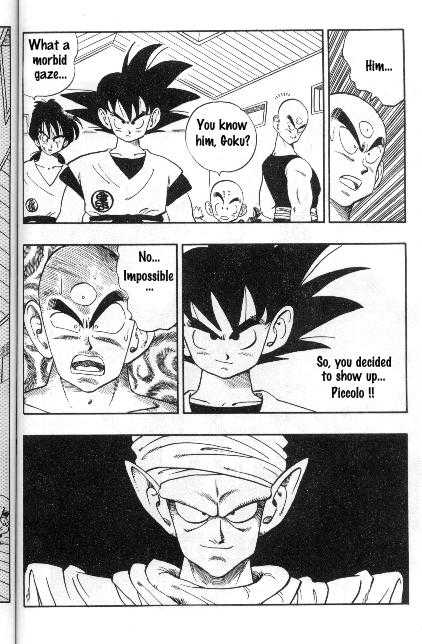 What a
morbid
gaze...
You know
him, Goku?
Him...
No...
Impossible
...
So, you decided
to show up...
Piccolo !!